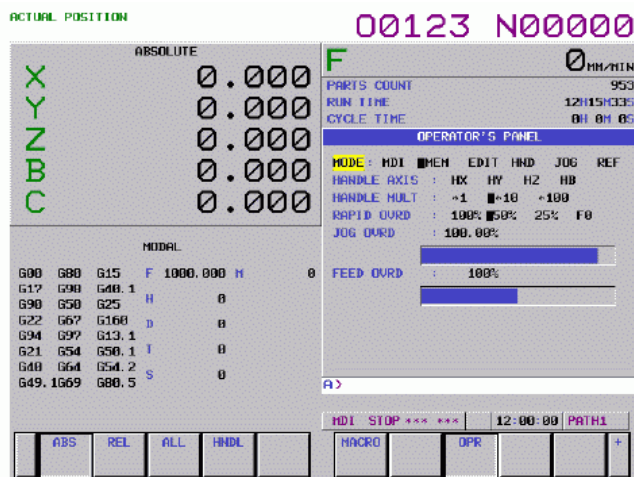 ACTUAL POSITION
O0123 N00000
ABSOLUTE
X 0.000
Y 0.000
Z 0.000
B 0.000
C 0.000
F 0 MM/MIN
PARTS COUNT 953
RUN TIME 12H15M33S
CYCLE TIME 0H 0M 0S
OPERATOR'S PANEL
MODE : MDI MEM EDIT HND JOG REF
HANDLE AXIS : HX HY HZ HB
HANDLE MULT : *1 *10 *100
RAPID OVRD : 100% 50% 25% F0
JOG OVRD : 100.00%
FEED OVRD : 100%
MODAL
G00 G80 G15 F 1000.000 M 0
G17 G98 G40.1
G90 G50 G25 H 0
G22 G67 G160
G94 G97 G13.1 D 0
G21 G54 G50.1 T 0
G40 G64 G54.2
G49.1 G69 G80.5 S 0
A>
MDI STOP *** *** 12:00:00 PATH1
ABS REL ALL HNDL MACRO OPR +